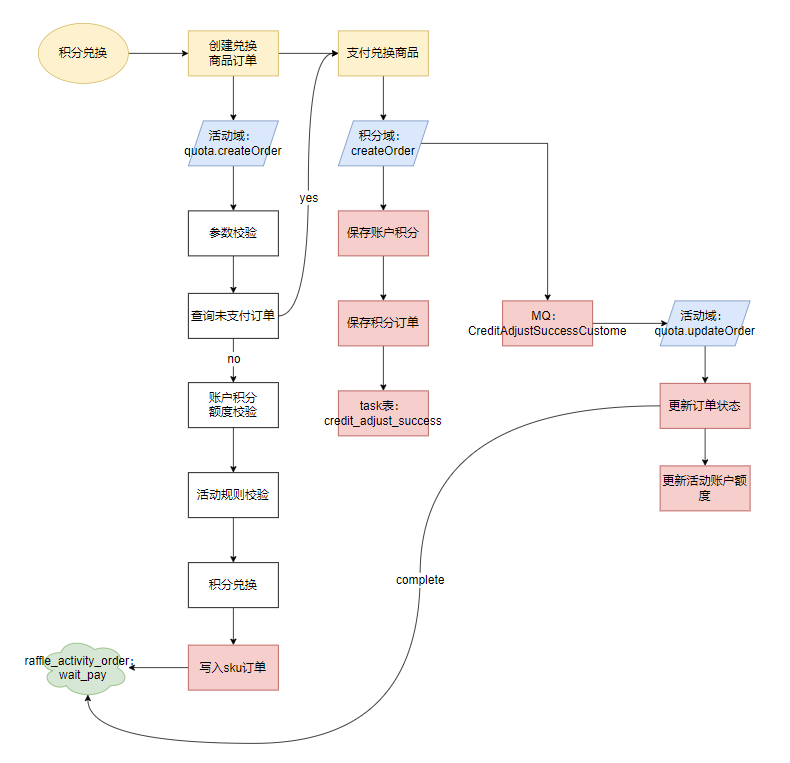 积分兑换
创建兑换
商品订单
支付兑换商品
活动域：
quota.createOrder
积分域：
createOrder
yes
参数校验
保存账户积分
查询未支付订单
保存积分订单
MQ：
CreditAdjustSuccessCustome
活动域：
quota.updateOrder
no
账户积分
额度校验
task表：
credit_adjust_success
更新订单状态
活动规则校验
更新活动账户额
度
积分兑换
complete
写入sku订单
raffle_activity_order：
wait_pay